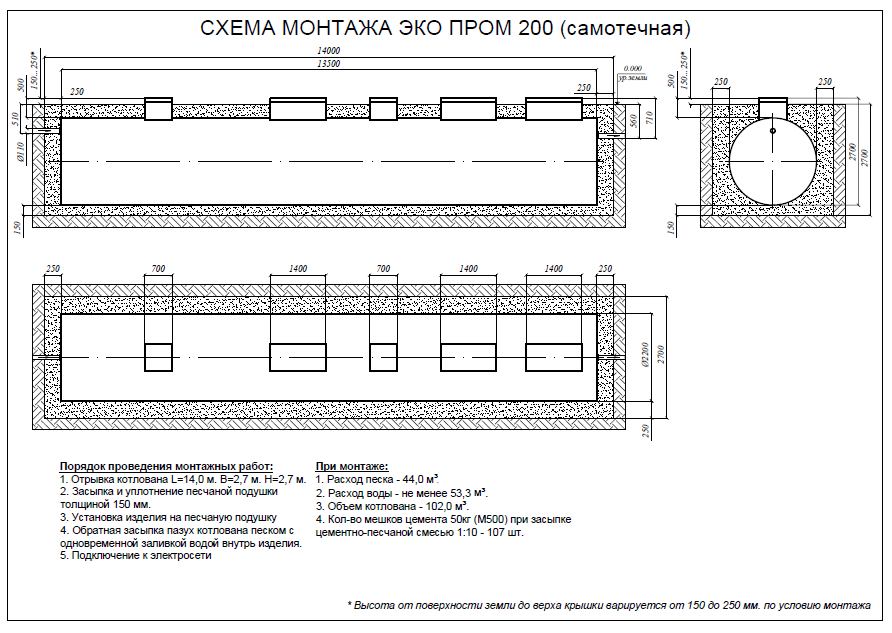 СХЕМА МОНТАЖА ЭКО ПРОМ 200 (самотечная)
14000
13500
250
250
500
150...250*
510
Ø110
150
0.000
ур.земли
560
710
500
150...250*
250
250
2700
2700
150
250
700
1400
700
1400
1400
250
Ø2200
2700
250
Порядок проведения монтажных работ:
1. Отрывка котлована L=14,0 м. B=2,7 м. H=2,7 м.
2. Засыпка и уплотнение песчаной подушки
толщиной 150 мм.
3. Установка изделия на песчаную подушку
4. Обратная засыпка пазух котлована песком с
одновременной заливкой водой внутрь изделия.
5. Подключение к электросети
При монтаже:
1. Расход песка - 44,0 м³.
2. Расход воды - не менее 53,3 м³.
3. Объем котлована - 102,0 м³.
4. Кол-во мешков цемента 50кг (М500) при засыпке
цементно-песчаной смесью 1:10 - 107 шт.
* Высота от поверхности земли до верха крышки варируется от 150 до 250 мм. по условию монтажа